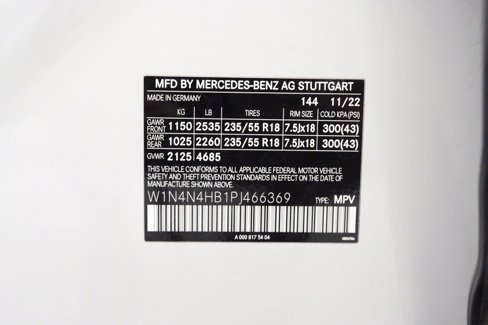 MFD BY MERCEDES-BENZ AG STUTTGART
MADE IN GERMANY 144 11/22
KG LB TIRES RIM SIZE COLD KPA (PSI)
GAWR FRONT 1150 2535 235/55 R18 7.5Jx18 300(43)
GAWR REAR 1025 2260 235/55 R18 7.5Jx18 300(43)
GVWR 2125 4685
THIS VEHICLE CONFORMS TO ALL APPLICABLE FEDERAL MOTOR VEHICLE
SAFETY AND THEFT PREVENTION STANDARDS IN EFFECT ON THE DATE
OF MANUFACTURE SHOWN ABOVE.
W1N4N4HB1PJ466369 TYPE: MPV
A 000 817 54 04